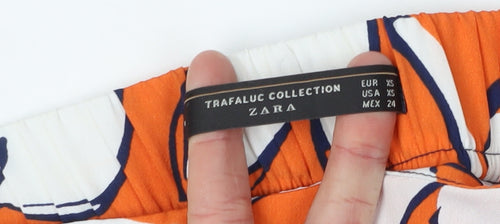 TRAFALUC COLLECTION
ZARA
EUR XS
USA XS
MEX 24